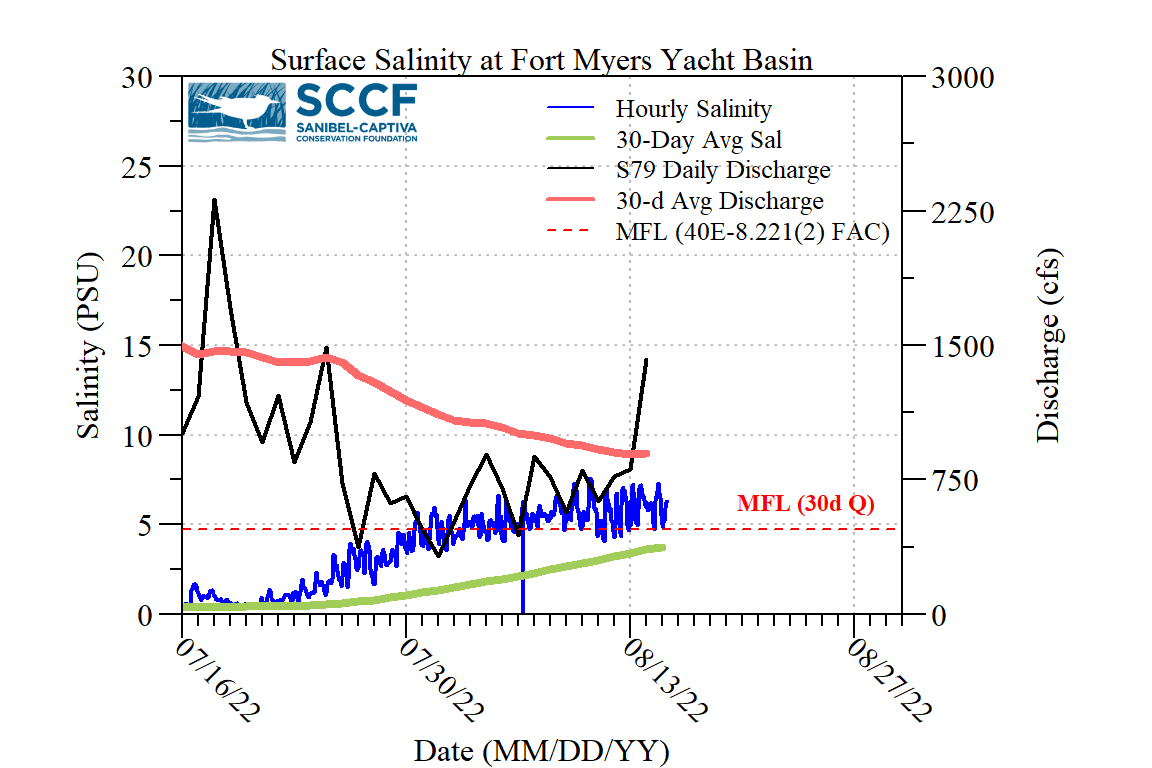 Surface Salinity at Fort Myers Yacht Basin
SCCF
SANIBEL-CAPTIVA
CONSERVATION FOUNDATION
Hourly Salinity
30-Day Avg Sal
S79 Daily Discharge
30-d Avg Discharge
MFL (40E-8.221(2) FAC)
Salinity (PSU)
30
25
20
15
10
5
0
3000
2250
1500
750
0
Discharge (cfs)
MFL (30d Q)
07/16/22
07/30/22
08/13/22
08/27/22
Date (MM/DD/YY)